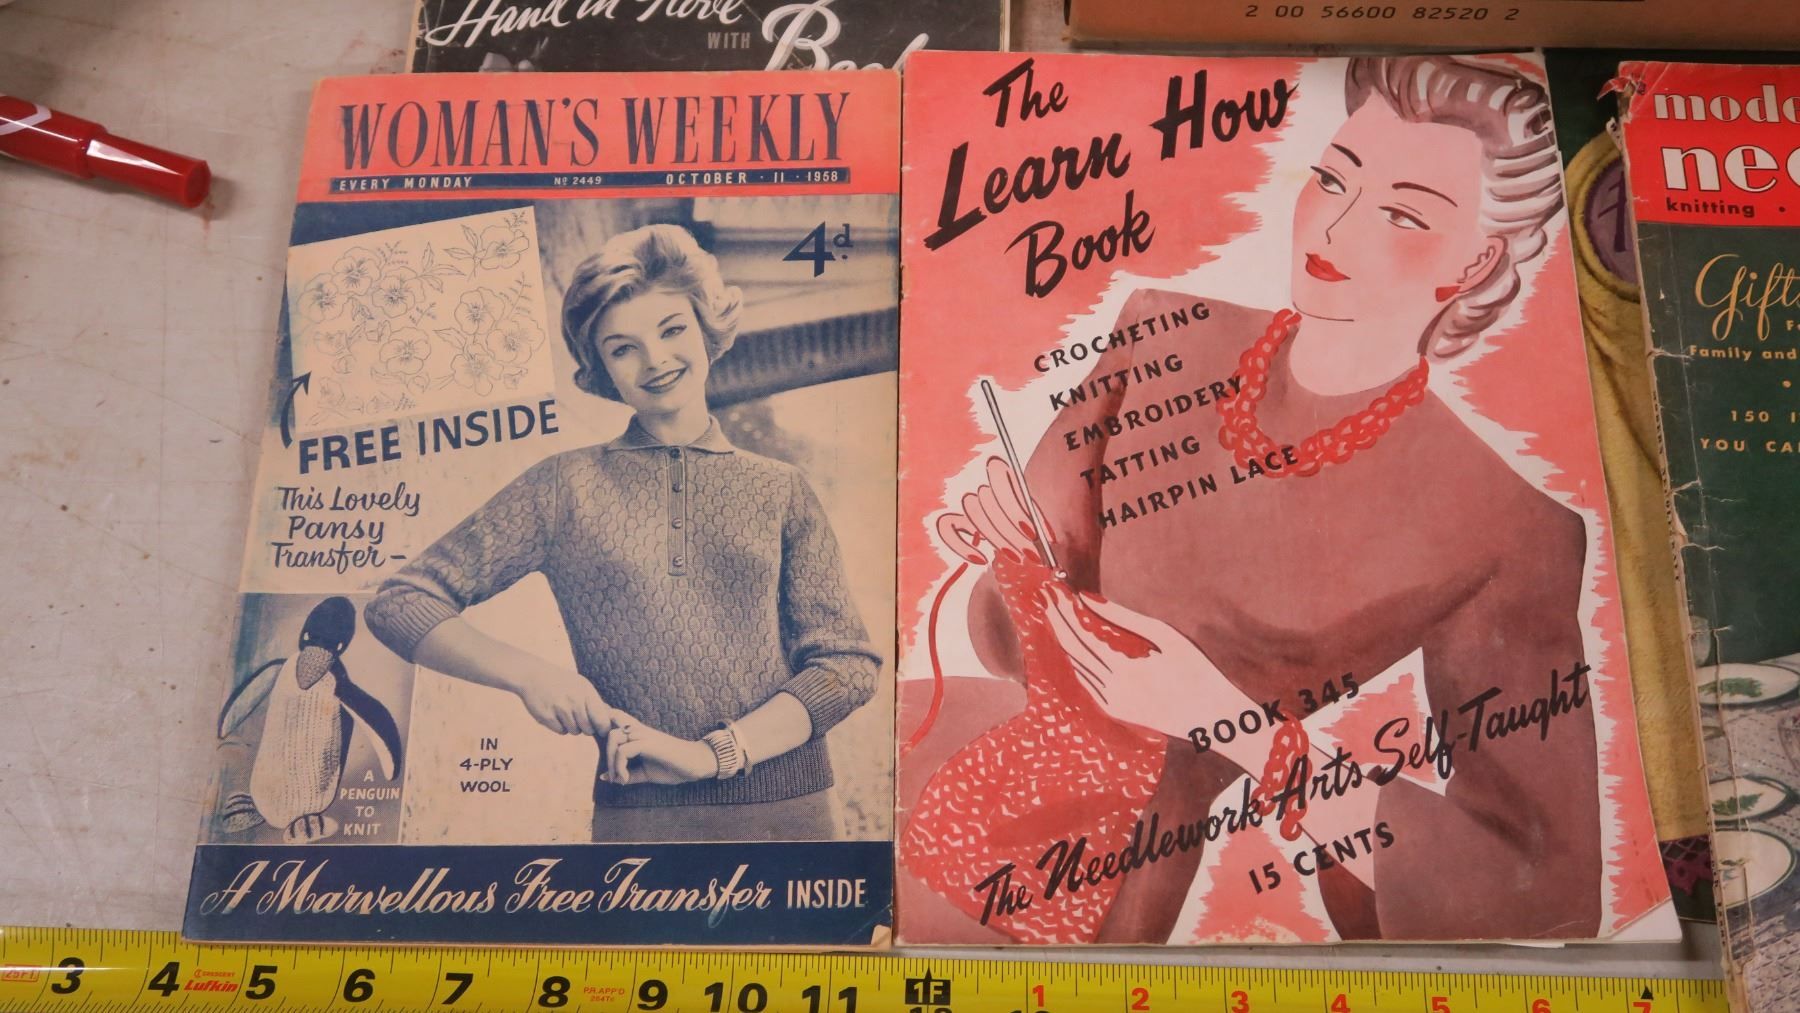 Hand in Glove
WITH
2 00 56600 82520 2
WOMAN'S WEEKLY
EVERY MONDAY Nº 2449 OCTOBER · 11 · 1958
4d.
FREE INSIDE
This Lovely
Pansy
Transfer –
IN
4-PLY
WOOL
A
PENGUIN
TO
KNIT
A Marvellous Free Transfer INSIDE
The
Learn How
Book
CROCHETING
KNITTING
EMBROIDERY
TATTING
HAIRPIN LACE
BOOK 345
The Needlework Arts Self-Taught
15 CENTS
knitting ·
Gifts
Family and
150
YOU
25FT 3 4 CRESCENT Lufkin 5 6 7 8 P.R. APP'D 9 10 11 1F 1 2 3 4 5 6 7